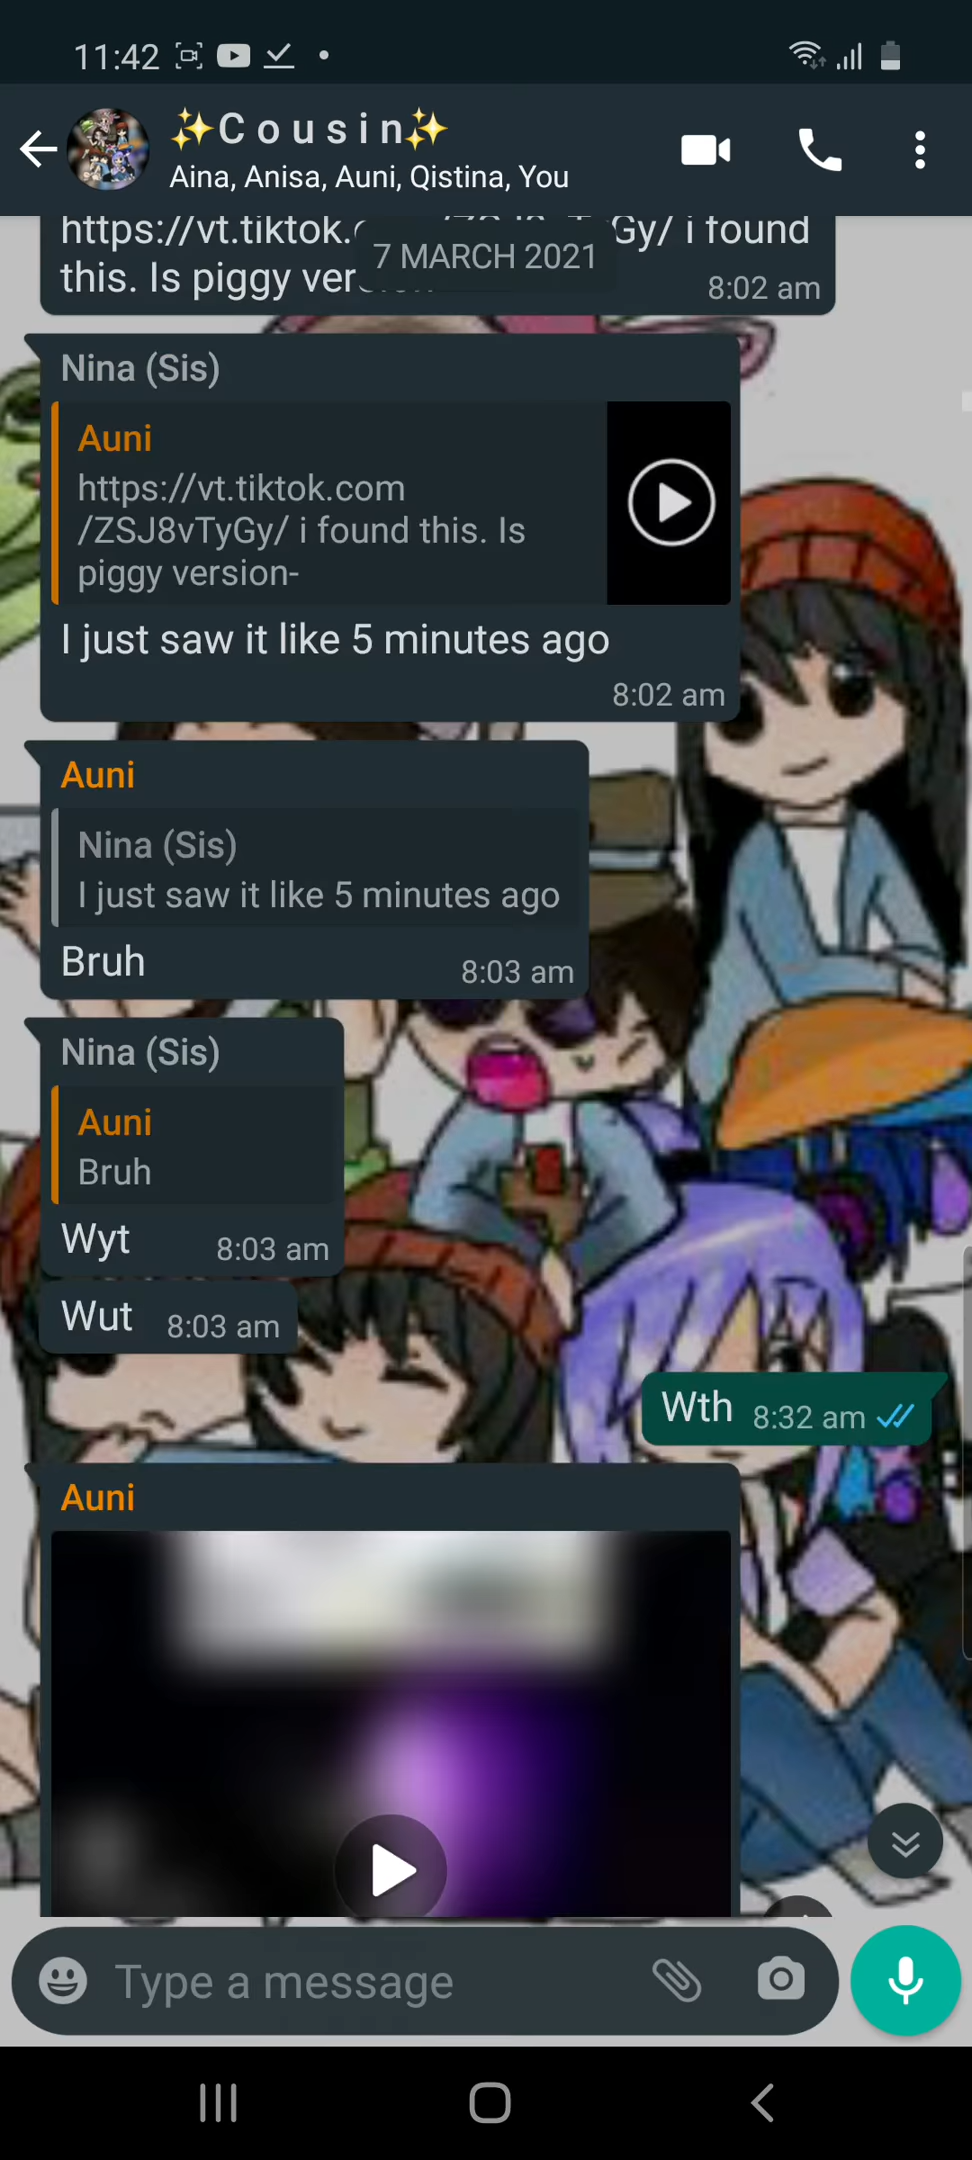 11:42
✨C o u s i n✨
Aina, Anisa, Auni, Qistina, You
https://vt.tiktok. Gy/ i found
7 MARCH 2021
this. Is piggy
8:02 am
Nina (Sis)
Auni
https://vt.tiktok.com
/ZSJ8vTyGy/ i found this. Is
piggy version-
I just saw it like 5 minutes ago
8:02 am
Auni
Nina (Sis)
I just saw it like 5 minutes ago
Bruh 8:03 am
Nina (Sis)
Auni
Bruh
Wyt 8:03 am
Wut 8:03 am
Wth 8:32 am
Auni
Type a message